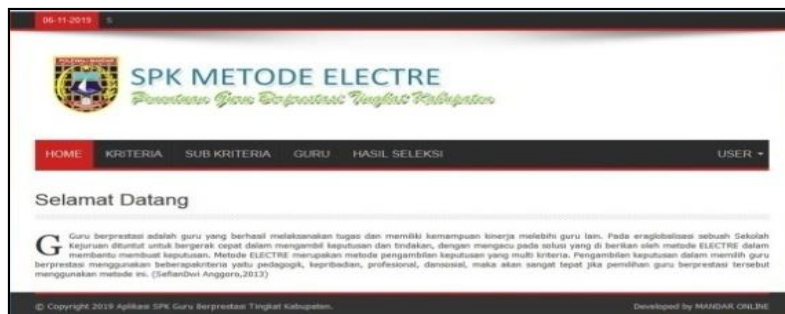 06-11-2019 S
POLEWALI MANDAR
SPK METODE ELECTRE
Penentuan Guru Berprestasi Tingkat Kabupaten
HOME KRITERIA SUB KRITERIA GURU HASIL SELEKSI USER
Selamat Datang
G Guru berprestasi adalah guru yang berhasil melaksanakan tugas dan memiliki kemampuan kinerja melebihi guru lain. Pada eraglobalisasi sebuah Sekolah
Kejuruan dituntut untuk bergerak cepat dalam mengambil keputusan dan tindakan, dengan mengacu pada solusi yang di berikan oleh metode ELECTRE dalam
membantu membuat keputusan. Metode ELECTRE merupakan metode pengambilan keputusan yang multi kriteria. Pengambilan keputusan dalam memilih guru
berprestasi menggunakan beberapakriteria yaitu pedagogik, kepribadian, profesional, dansosial, maka akan sangat tepat jika pemilihan guru berprestasi tersebut
menggunakan metode ini. (SefianDwi Anggoro,2013)
© Copyright 2019 Aplikasi SPK Guru Berprestasi Tingkat Kabupaten. Developed by MANDAR ONLINE